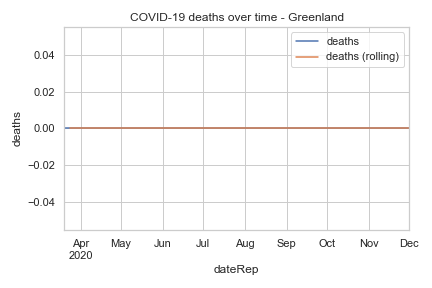 COVID-19 deaths over time - Greenland
deaths
deaths (rolling)
0.04
0.02
0.00
−0.02
−0.04
deaths
Apr
2020
May
Jun
Jul
Aug
Sep
Oct
Nov
Dec
dateRep